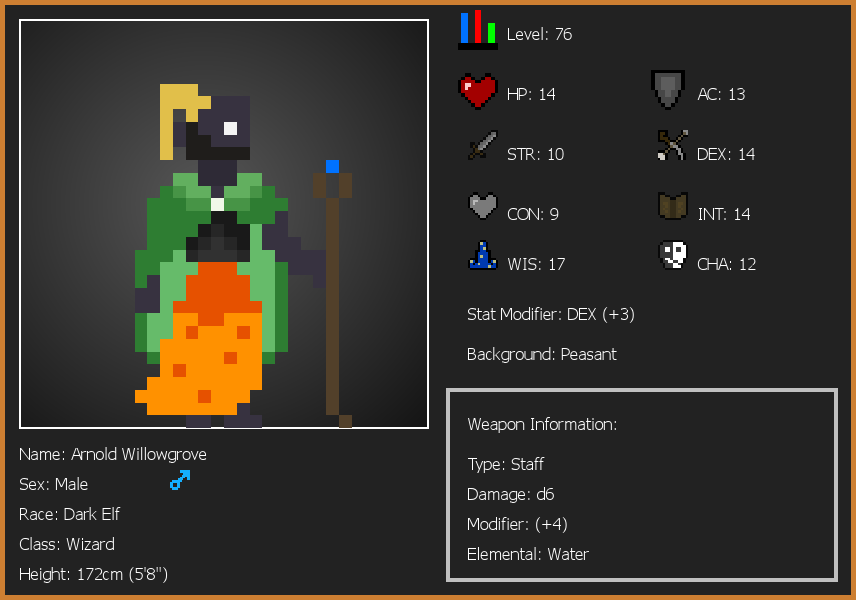 Level: 76
HP: 14
AC: 13
STR: 10
DEX: 14
CON: 9
INT: 14
WIS: 17
CHA: 12
Stat Modifier: DEX (+3)
Background: Peasant
Weapon Information:
Type: Staff
Damage: d6
Modifier: (+4)
Elemental: Water
Name: Arnold Willowgrove
Sex: Male
Race: Dark Elf
Class: Wizard
Height: 172cm (5'8")